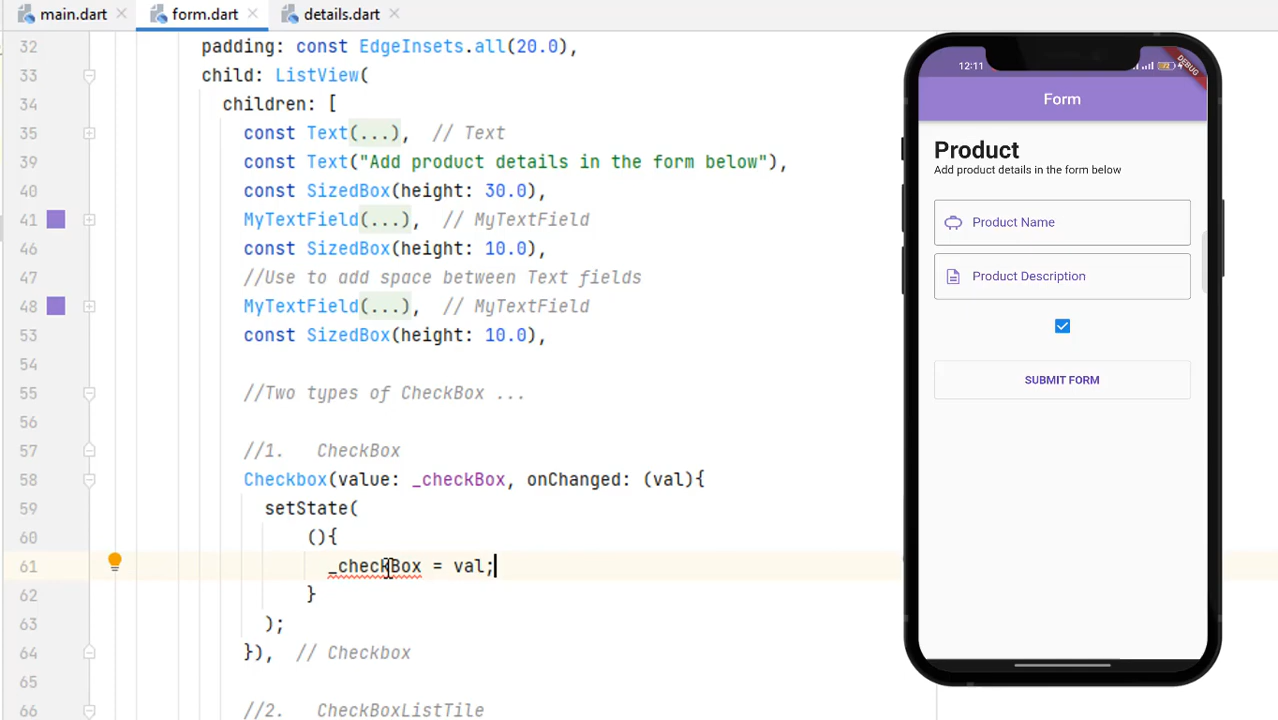 main.dart form.dart details.dart
32 padding: const EdgeInsets.all(20.0),
33 child: ListView(
34 children: [
35 const Text(...), // Text
39 const Text("Add product details in the form below"),
40 const SizedBox(height: 30.0),
41 MyTextField(...), // MyTextField
46 const SizedBox(height: 10.0),
47 //Use to add space between Text fields
48 MyTextField(...), // MyTextField
53 const SizedBox(height: 10.0),
54
55 //Two types of CheckBox ...
56
57 //1. CheckBox
58 Checkbox(value: _checkBox, onChanged: (val){
59 setState(
60 (){
61 _checkBox = val;
62 }
63 );
64 }), // Checkbox
65
66 //2. CheckBoxListTile
12:11
DEBUG
Form
Product
Add product details in the form below
Product Name
Product Description
SUBMIT FORM